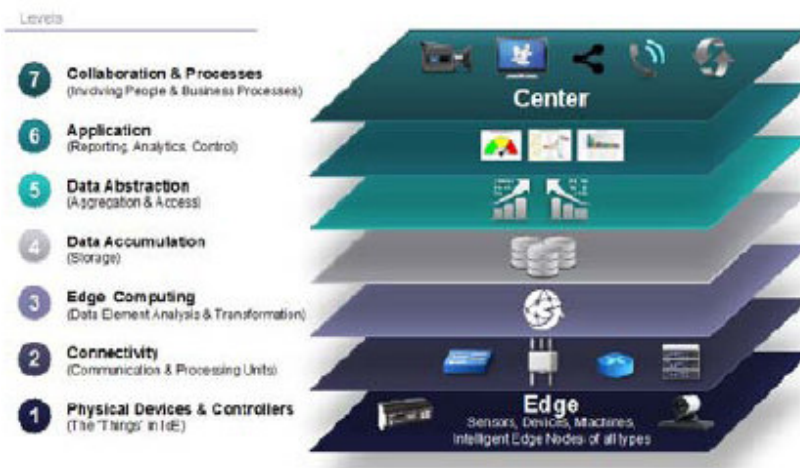 Levels
7
Collaboration & Processes
(Involving People & Business Processes)
6
Application
(Reporting, Analytics, Control)
5
Data Abstraction
(Aggregation & Access)
4
Data Accumulation
(Storage)
3
Edge Computing
(Data Element Analysis & Transformation)
2
Connectivity
(Communication & Processing Units)
1
Physical Devices & Controllers
(The 'Things' in IoE)
Center
Edge
Sensors, Devices, Machines,
Intelligent Edge Nodes of all types